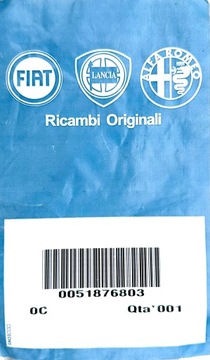 FIAT
LANCIA
ALFA ROMEO
Ricambi Originali
0051876803
0C Qta'001